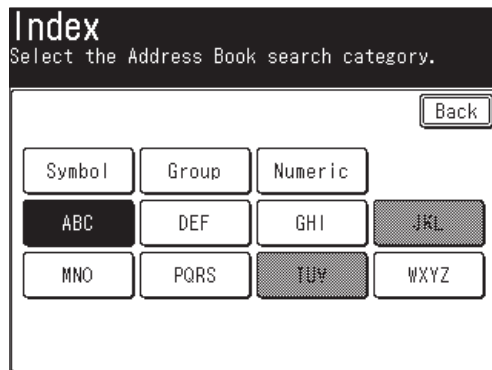 Index
Select the Address Book search category.
Back
Symbol Group Numeric
ABC DEF GHI JKL
MNO PQRS TUV WXYZ